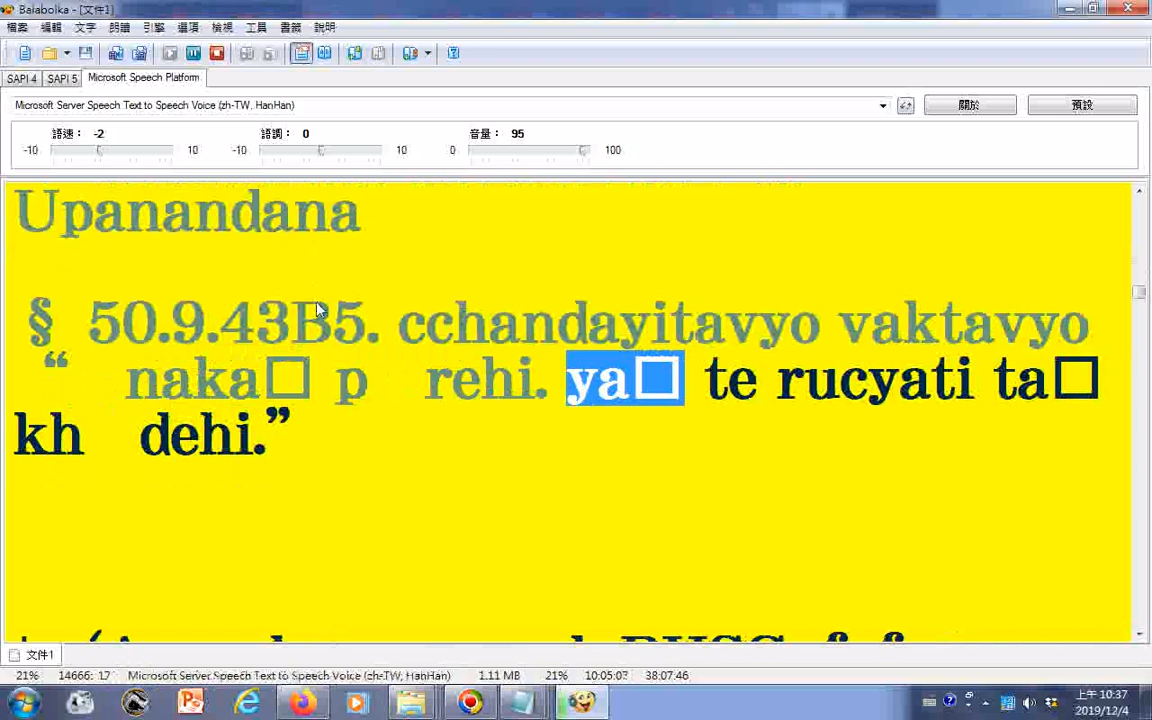 Balabolka - [文件1]
檔案 編輯 文字 朗讀 引擎 選項 檢視 工具 書籤 說明
SAPI 4 SAPI 5 Microsoft Speech Platform
Microsoft Server Speech Text to Speech Voice (zh-TW, HanHan) 關於 預設
語速： -2 語調： 0 音量： 95
-10 10 -10 10 0 100
Upanandana
§ 50.9.43B5. cchandayitavyo vaktavyo
“ naka□ p rehi. ya□ te rucyati ta□
kh dehi.”
文件1
21% 14666: 17 Microsoft Server Speech Text to Speech Voice (zh-TW, HanHan) 1.11 MB 21% 10:05:07 38:07:46
上午 10:37
2019/12/4